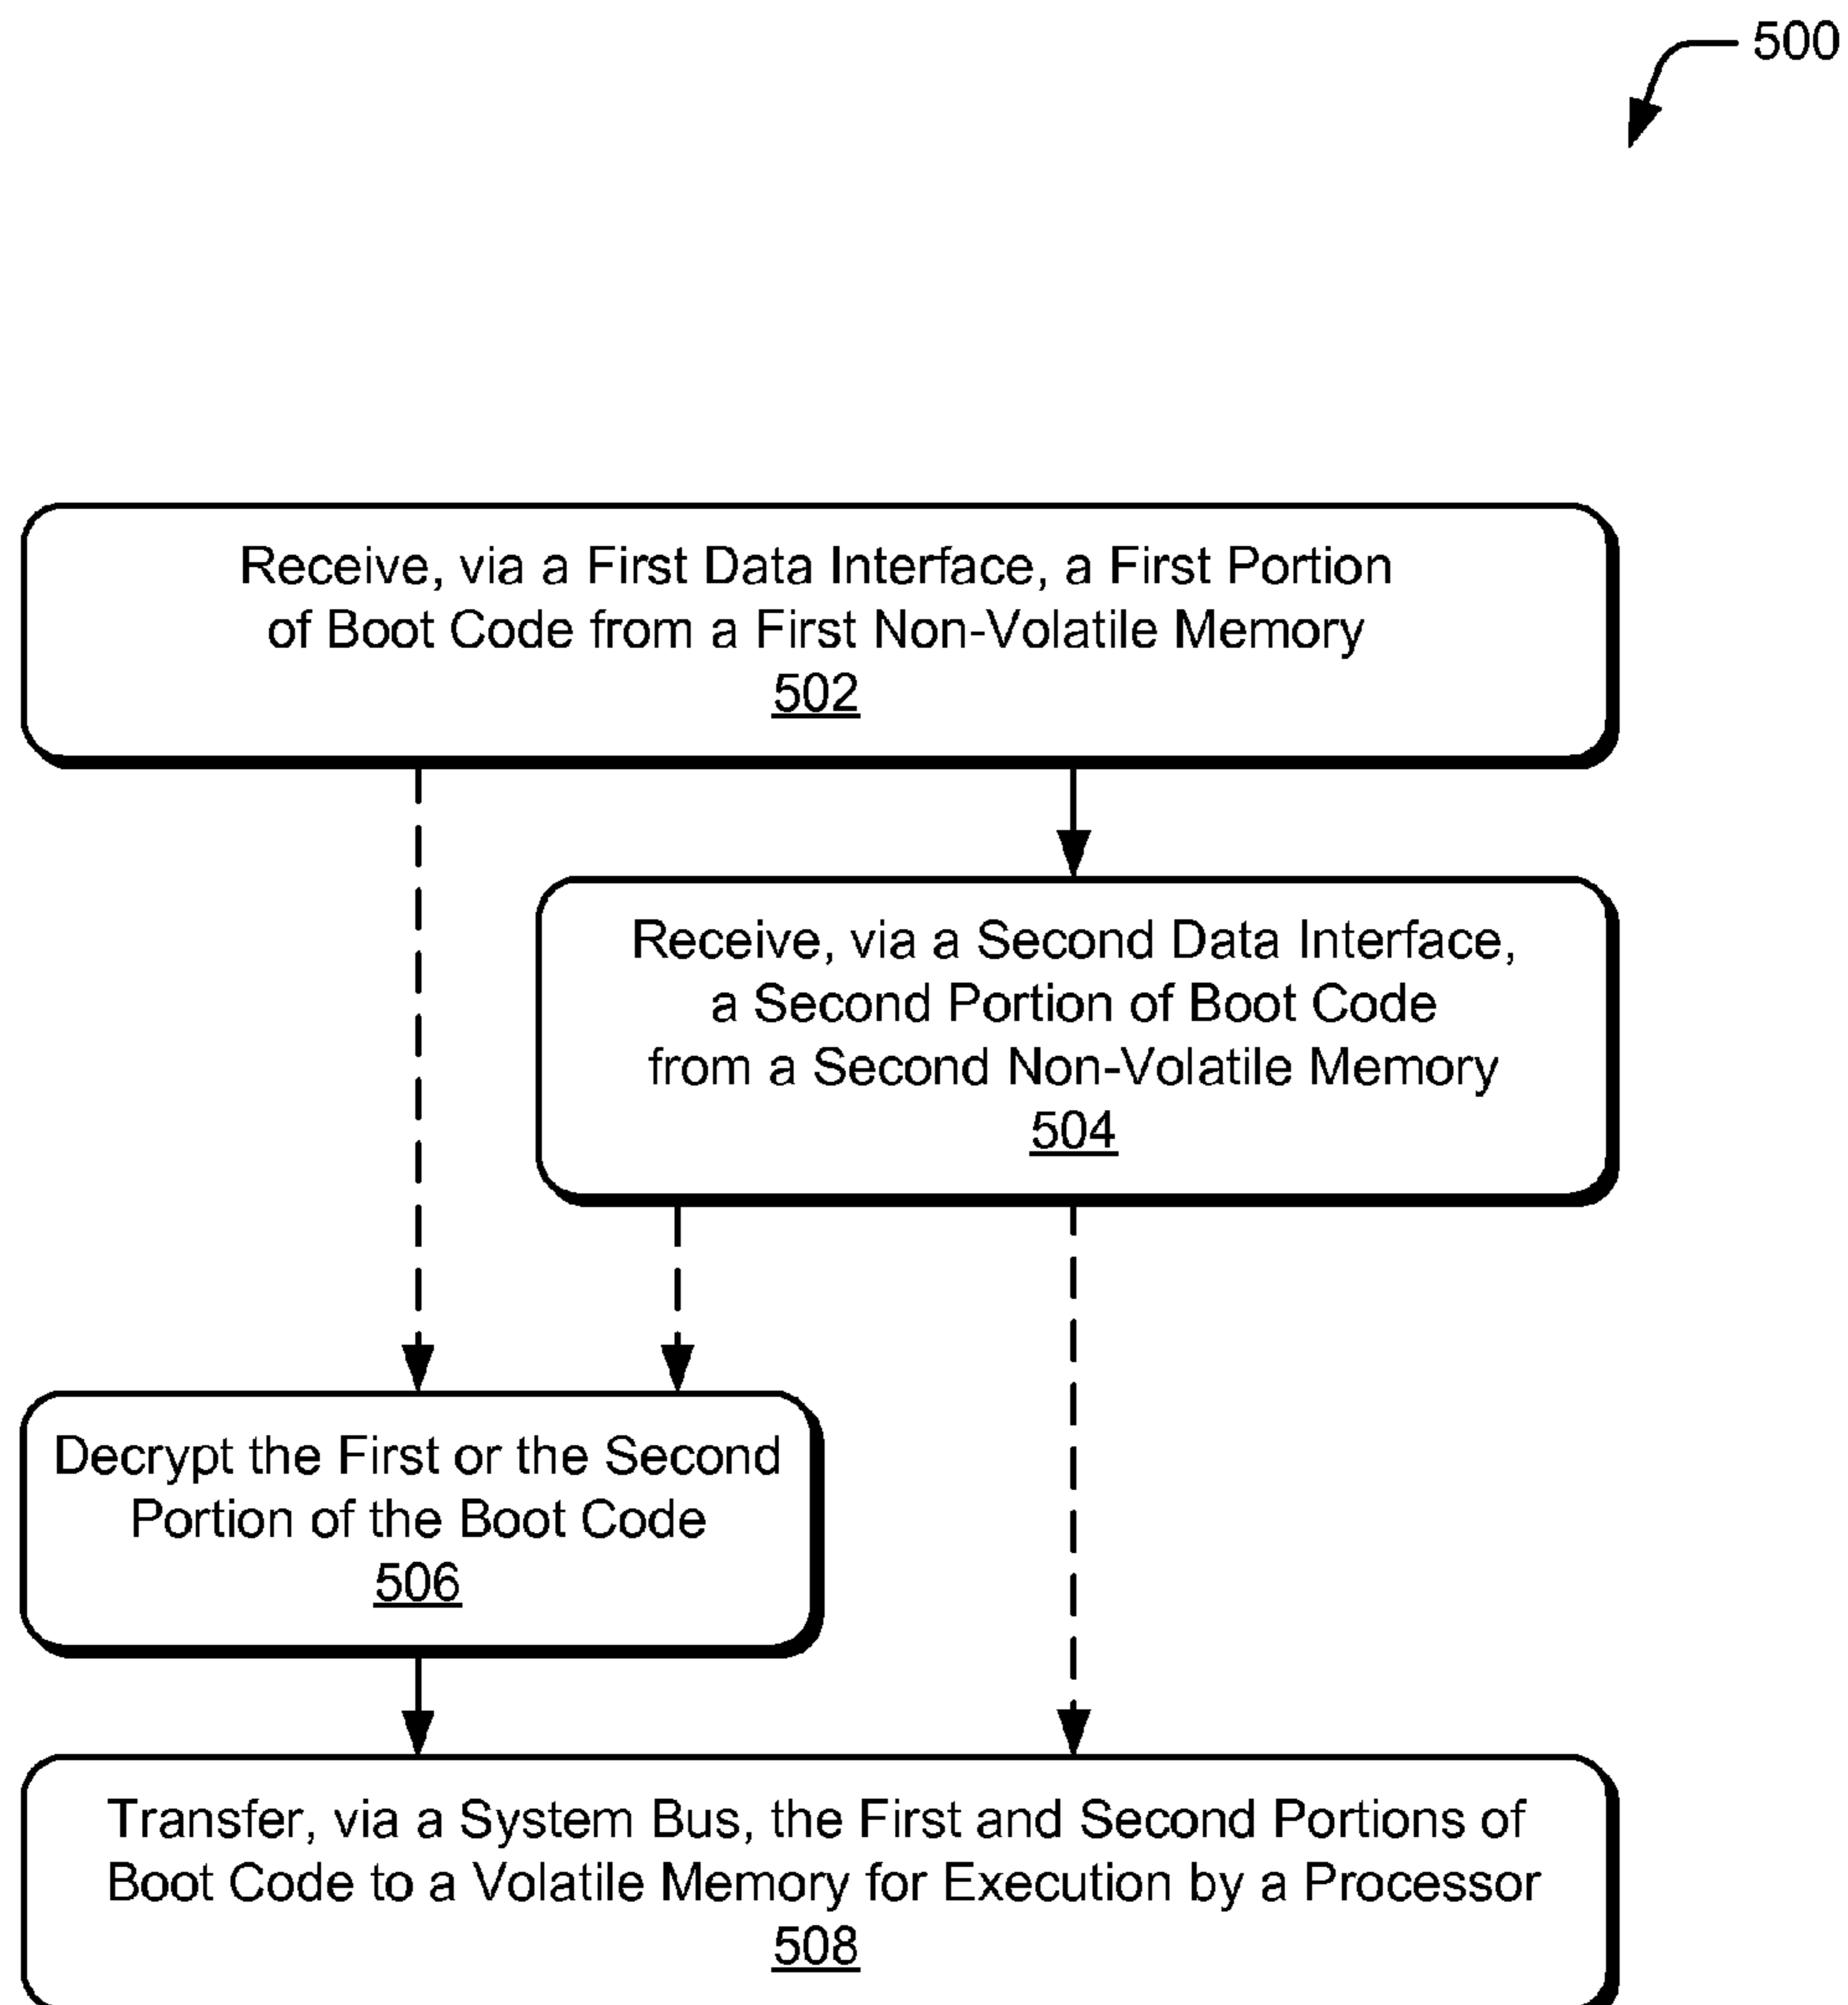 500
Receive, via a First Data Interface, a First Portion
of Boot Code from a First Non-Volatile Memory
502
Receive, via a Second Data Interface,
a Second Portion of Boot Code
from a Second Non-Volatile Memory
504
Decrypt the First or the Second
Portion of the Boot Code
506
Transfer, via a System Bus, the First and Second Portions of
Boot Code to a Volatile Memory for Execution by a Processor
508